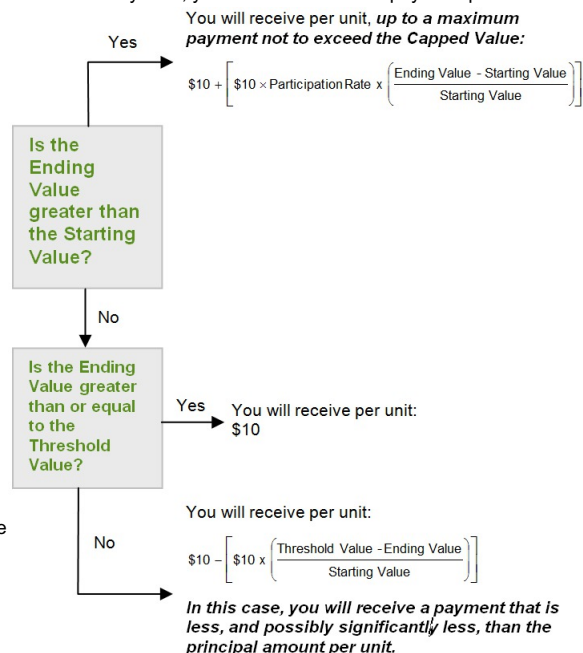 You will receive per unit, up to a maximum
payment not to exceed the Capped Value:
Yes
$10 + [$10 × Participation Rate x (Ending Value - Starting Value / Starting Value)]
Is the
Ending
Value
greater than
the Starting
Value?
No
Is the Ending
Value greater
than or equal
to the
Threshold
Value?
Yes
You will receive per unit:
$10
You will receive per unit:
e
No
$10 – [$10 x (Threshold Value - Ending Value / Starting Value)]
In this case, you will receive a payment that is
less, and possibly significantly less, than the
principal amount per unit.